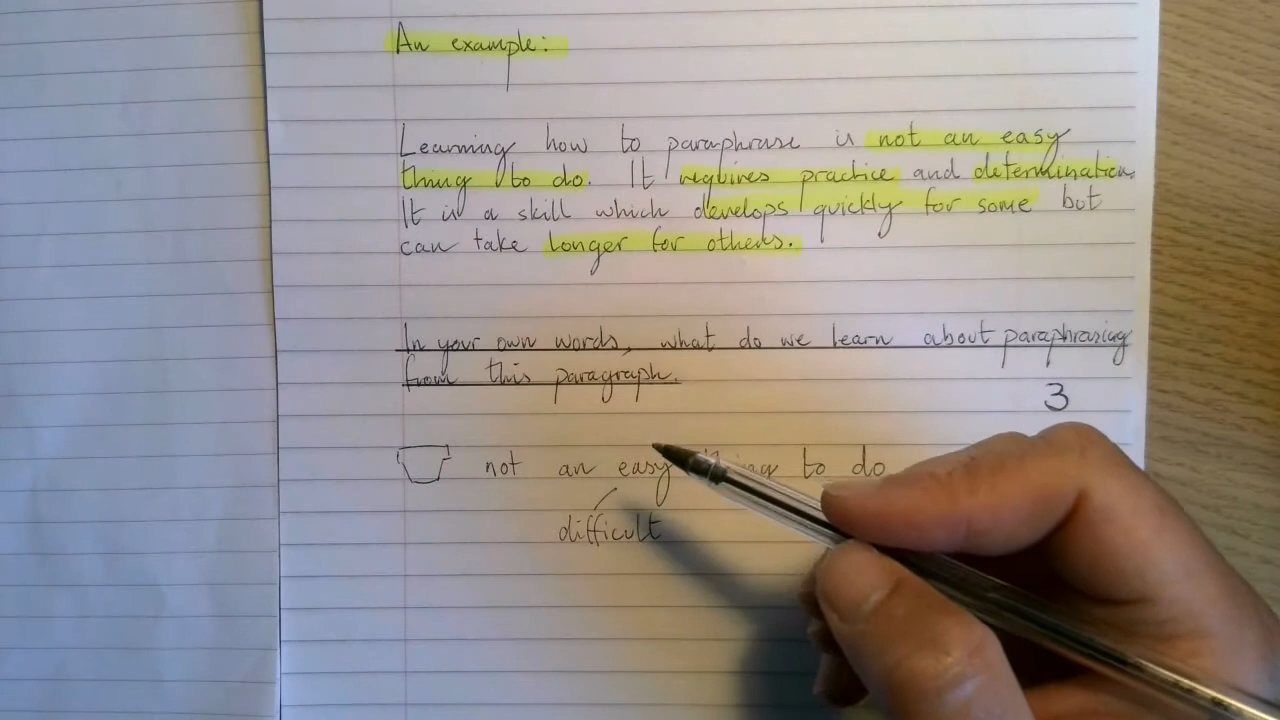 An example:
Learning how to paraphrase is not an easy
thing to do. It requires practice and determination.
It is a skill which develops quickly for some but
can take longer for others.
In your own words, what do we learn about paraphrasing
from this paragraph.
3
not an easy thing to do
difficult